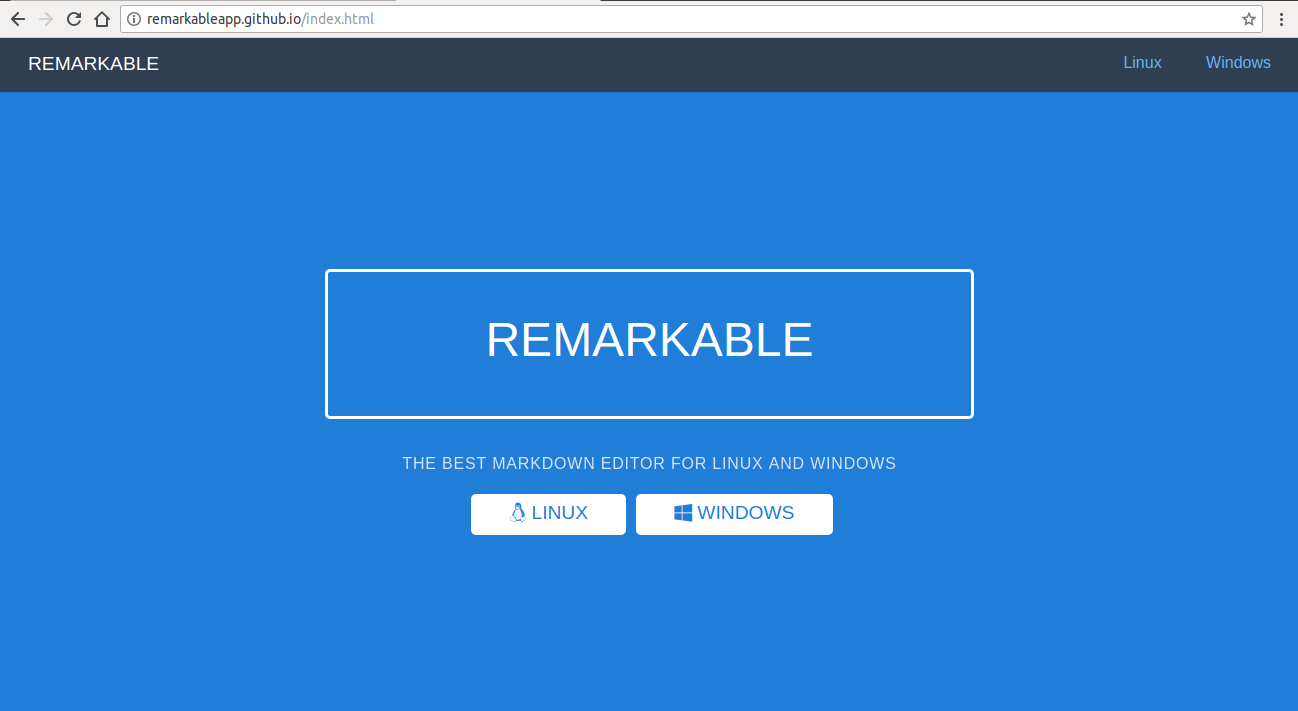 remarkableapp.github.io/index.html
REMARKABLE Linux Windows
REMARKABLE
THE BEST MARKDOWN EDITOR FOR LINUX AND WINDOWS
LINUX WINDOWS